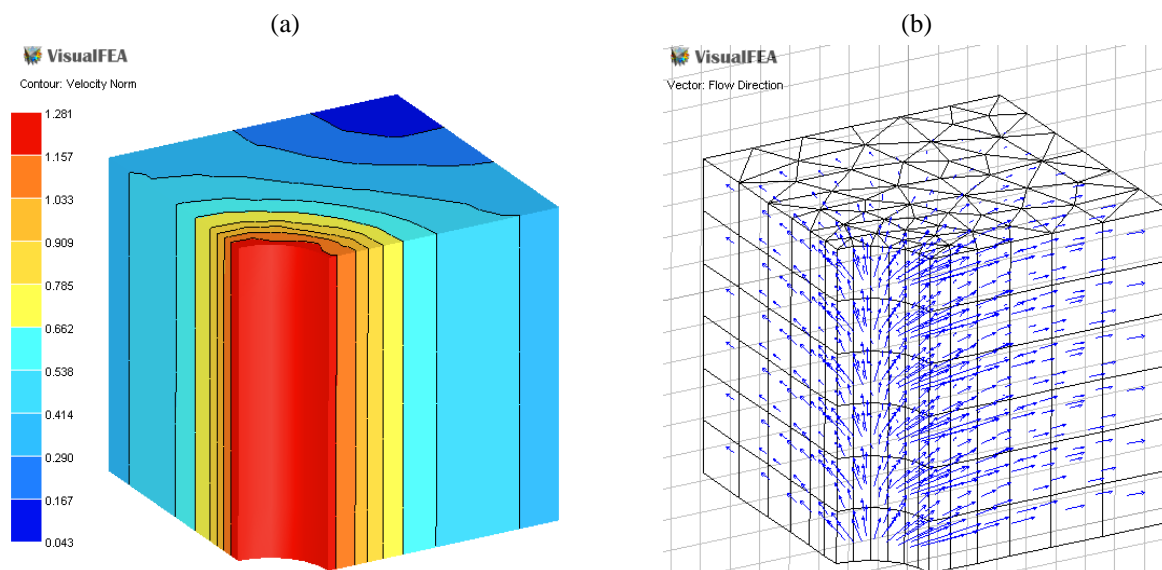 (a)
VisualFEA
Contour: Velocity Norm
1.281
1.157
1.033
0.909
0.785
0.662
0.538
0.414
0.290
0.167
0.043
(b)
VisualFEA
Vector: Flow Direction